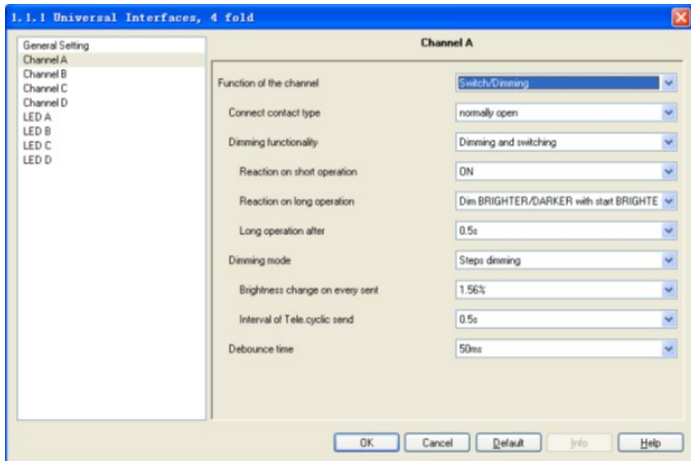 1.1.1 Universal Interfaces, 4 fold
General Setting
Channel A
Channel B
Channel C
Channel D
LED A
LED B
LED C
LED D
Channel A
Function of the channel Switch/Dimming
Connect contact type normally open
Dimming functionality Dimming and switching
Reaction on short operation ON
Reaction on long operation Dim BRIGHTER/DARKER with start BRIGHTE
Long operation after 0.5s
Dimming mode Steps dimming
Brightness change on every sent 1.56%
Interval of Tele.cyclic send 0.5s
Debounce time 50ms
OK Cancel Default Info Help